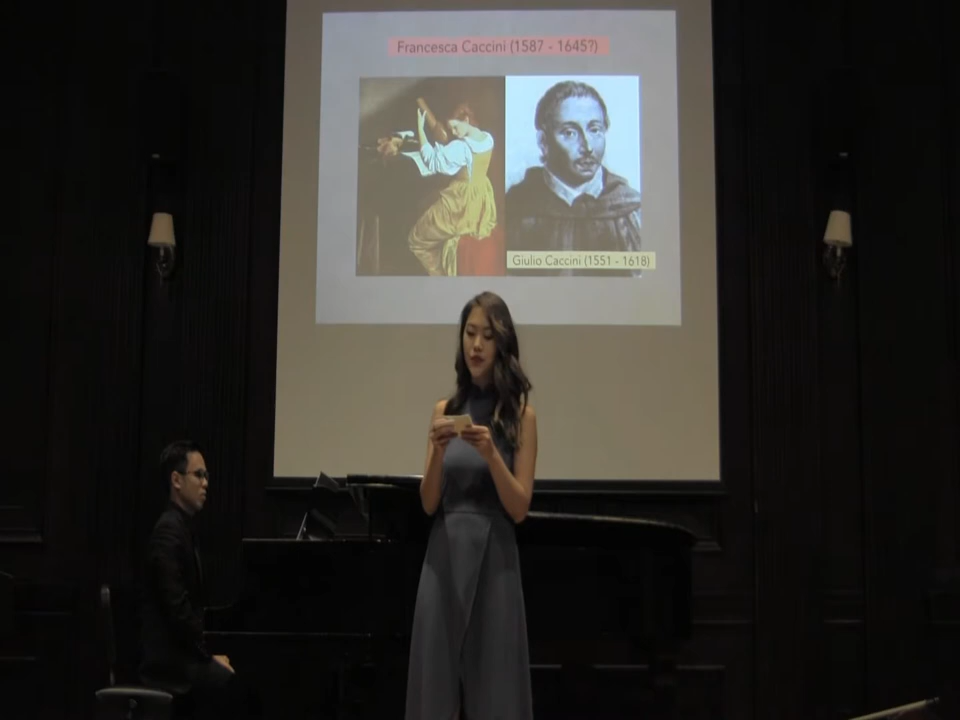 Francesca Caccini (1587 - 1645?)
Giulio Caccini (1551 - 1618)